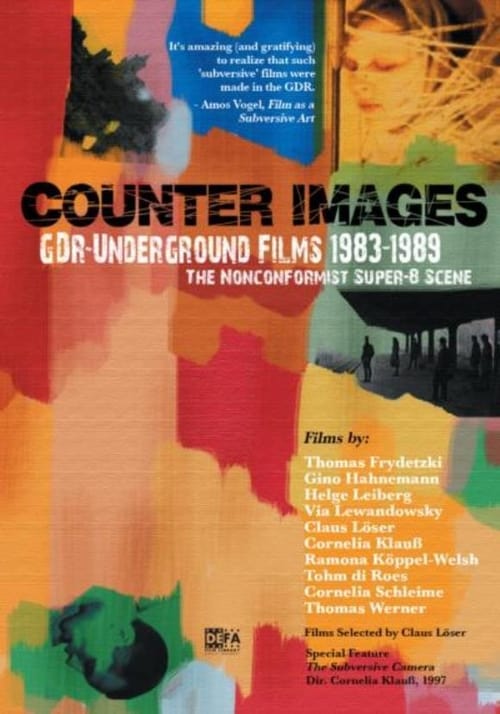 It's amazing (and gratifying)
to realize that such
'subversive' films were
made in the GDR.
- Amos Vogel, Film as a
Subversive Art
COUNTER IMAGES
GDR-UNDERGROUND FILMS 1983-1989
THE NONCONFORMIST SUPER-8 SCENE
Films by:
Thomas Frydetzki
Gino Hahnemann
Helge Leiberg
Via Lewandowsky
Claus Löser
Cornelia Klauß
Ramona Köppel-Welsh
Tohm di Roes
Cornelia Schleime
Thomas Werner
Films Selected by Claus Löser
Special Feature
The Subversive Camera
Dir. Cornelia Klauß, 1997
DEFA
FILM LIBRARY